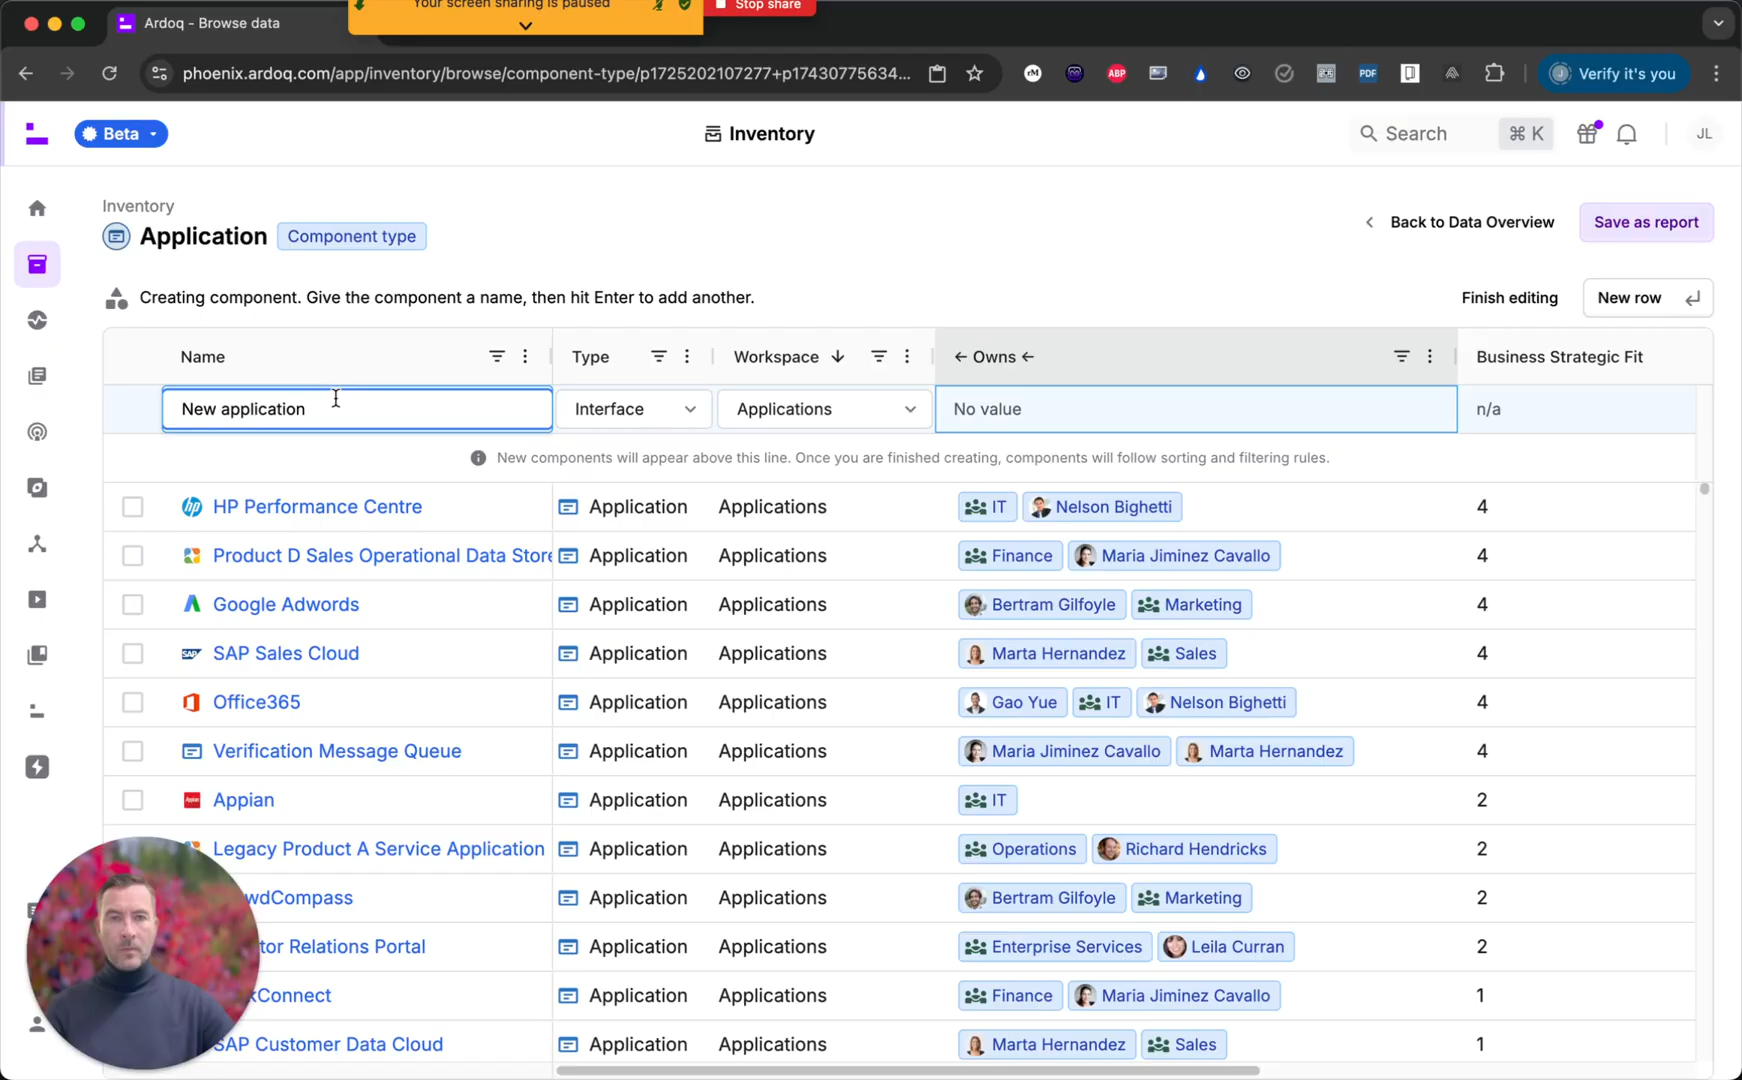 Your screen sharing is paused
Stop share
Ardoq - Browse data
phoenix.ardoq.com/app/inventory/browse/component-type/p1725202107277+p17430775634...
ABP
PDF
Verify it's you
Beta
Inventory
Search
⌘ K
JL
Inventory
Application
Component type
Back to Data Overview
Save as report
Creating component. Give the component a name, then hit Enter to add another.
Finish editing
New row
Name
Type
Workspace
← Owns ←
Business Strategic Fit
New application
Interface
Applications
No value
n/a
New components will appear above this line. Once you are finished creating, components will follow sorting and filtering rules.
HP Performance Centre Application Applications IT Nelson Bighetti 4
Product D Sales Operational Data Store Application Applications Finance Maria Jiminez Cavallo 4
Google Adwords Application Applications Bertram Gilfoyle Marketing 4
SAP Sales Cloud Application Applications Marta Hernandez Sales 4
Office365 Application Applications Gao Yue IT Nelson Bighetti 4
Verification Message Queue Application Applications Maria Jiminez Cavallo Marta Hernandez 4
Appian Application Applications IT 2
Legacy Product A Service Application Application Applications Operations Richard Hendricks 2
wdCompass Application Applications Bertram Gilfoyle Marketing 2
tor Relations Portal Application Applications Enterprise Services Leila Curran 2
kConnect Application Applications Finance Maria Jiminez Cavallo 1
SAP Customer Data Cloud Application Applications Marta Hernandez Sales 1